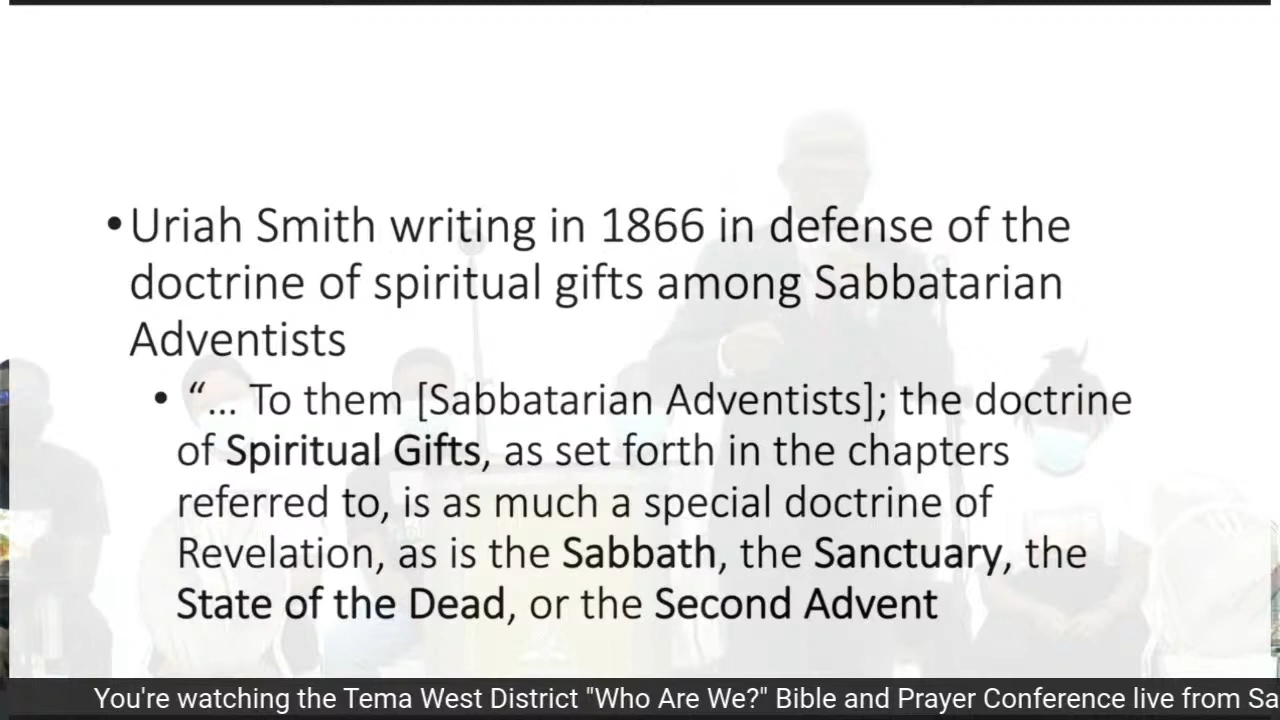 •Uriah Smith writing in 1866 in defense of the
doctrine of spiritual gifts among Sabbatarian
Adventists
• “… To them [Sabbatarian Adventists]; the doctrine
of Spiritual Gifts, as set forth in the chapters
referred to, is as much a special doctrine of
Revelation, as is the Sabbath, the Sanctuary, the
State of the Dead, or the Second Advent
You're watching the Tema West District "Who Are We?" Bible and Prayer Conference live from Sa